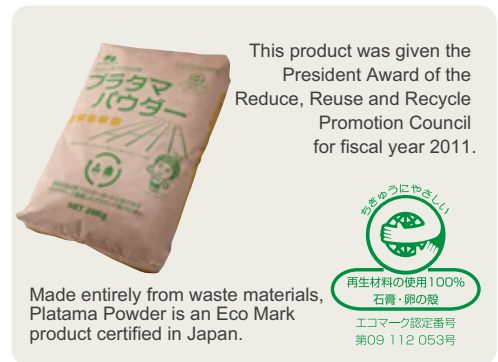 This product was given the
President Award of the
Reduce, Reuse and Recycle
Promotion Council
for fiscal year 2011.
プラタマ
パウダー
NET 20Kg
ちきゅうにやさしい
再生材料の使用100%
石膏・卵の殻
エコマーク認定番号
第09 112 053号
Made entirely from waste materials,
Platama Powder is an Eco Mark
product certified in Japan.